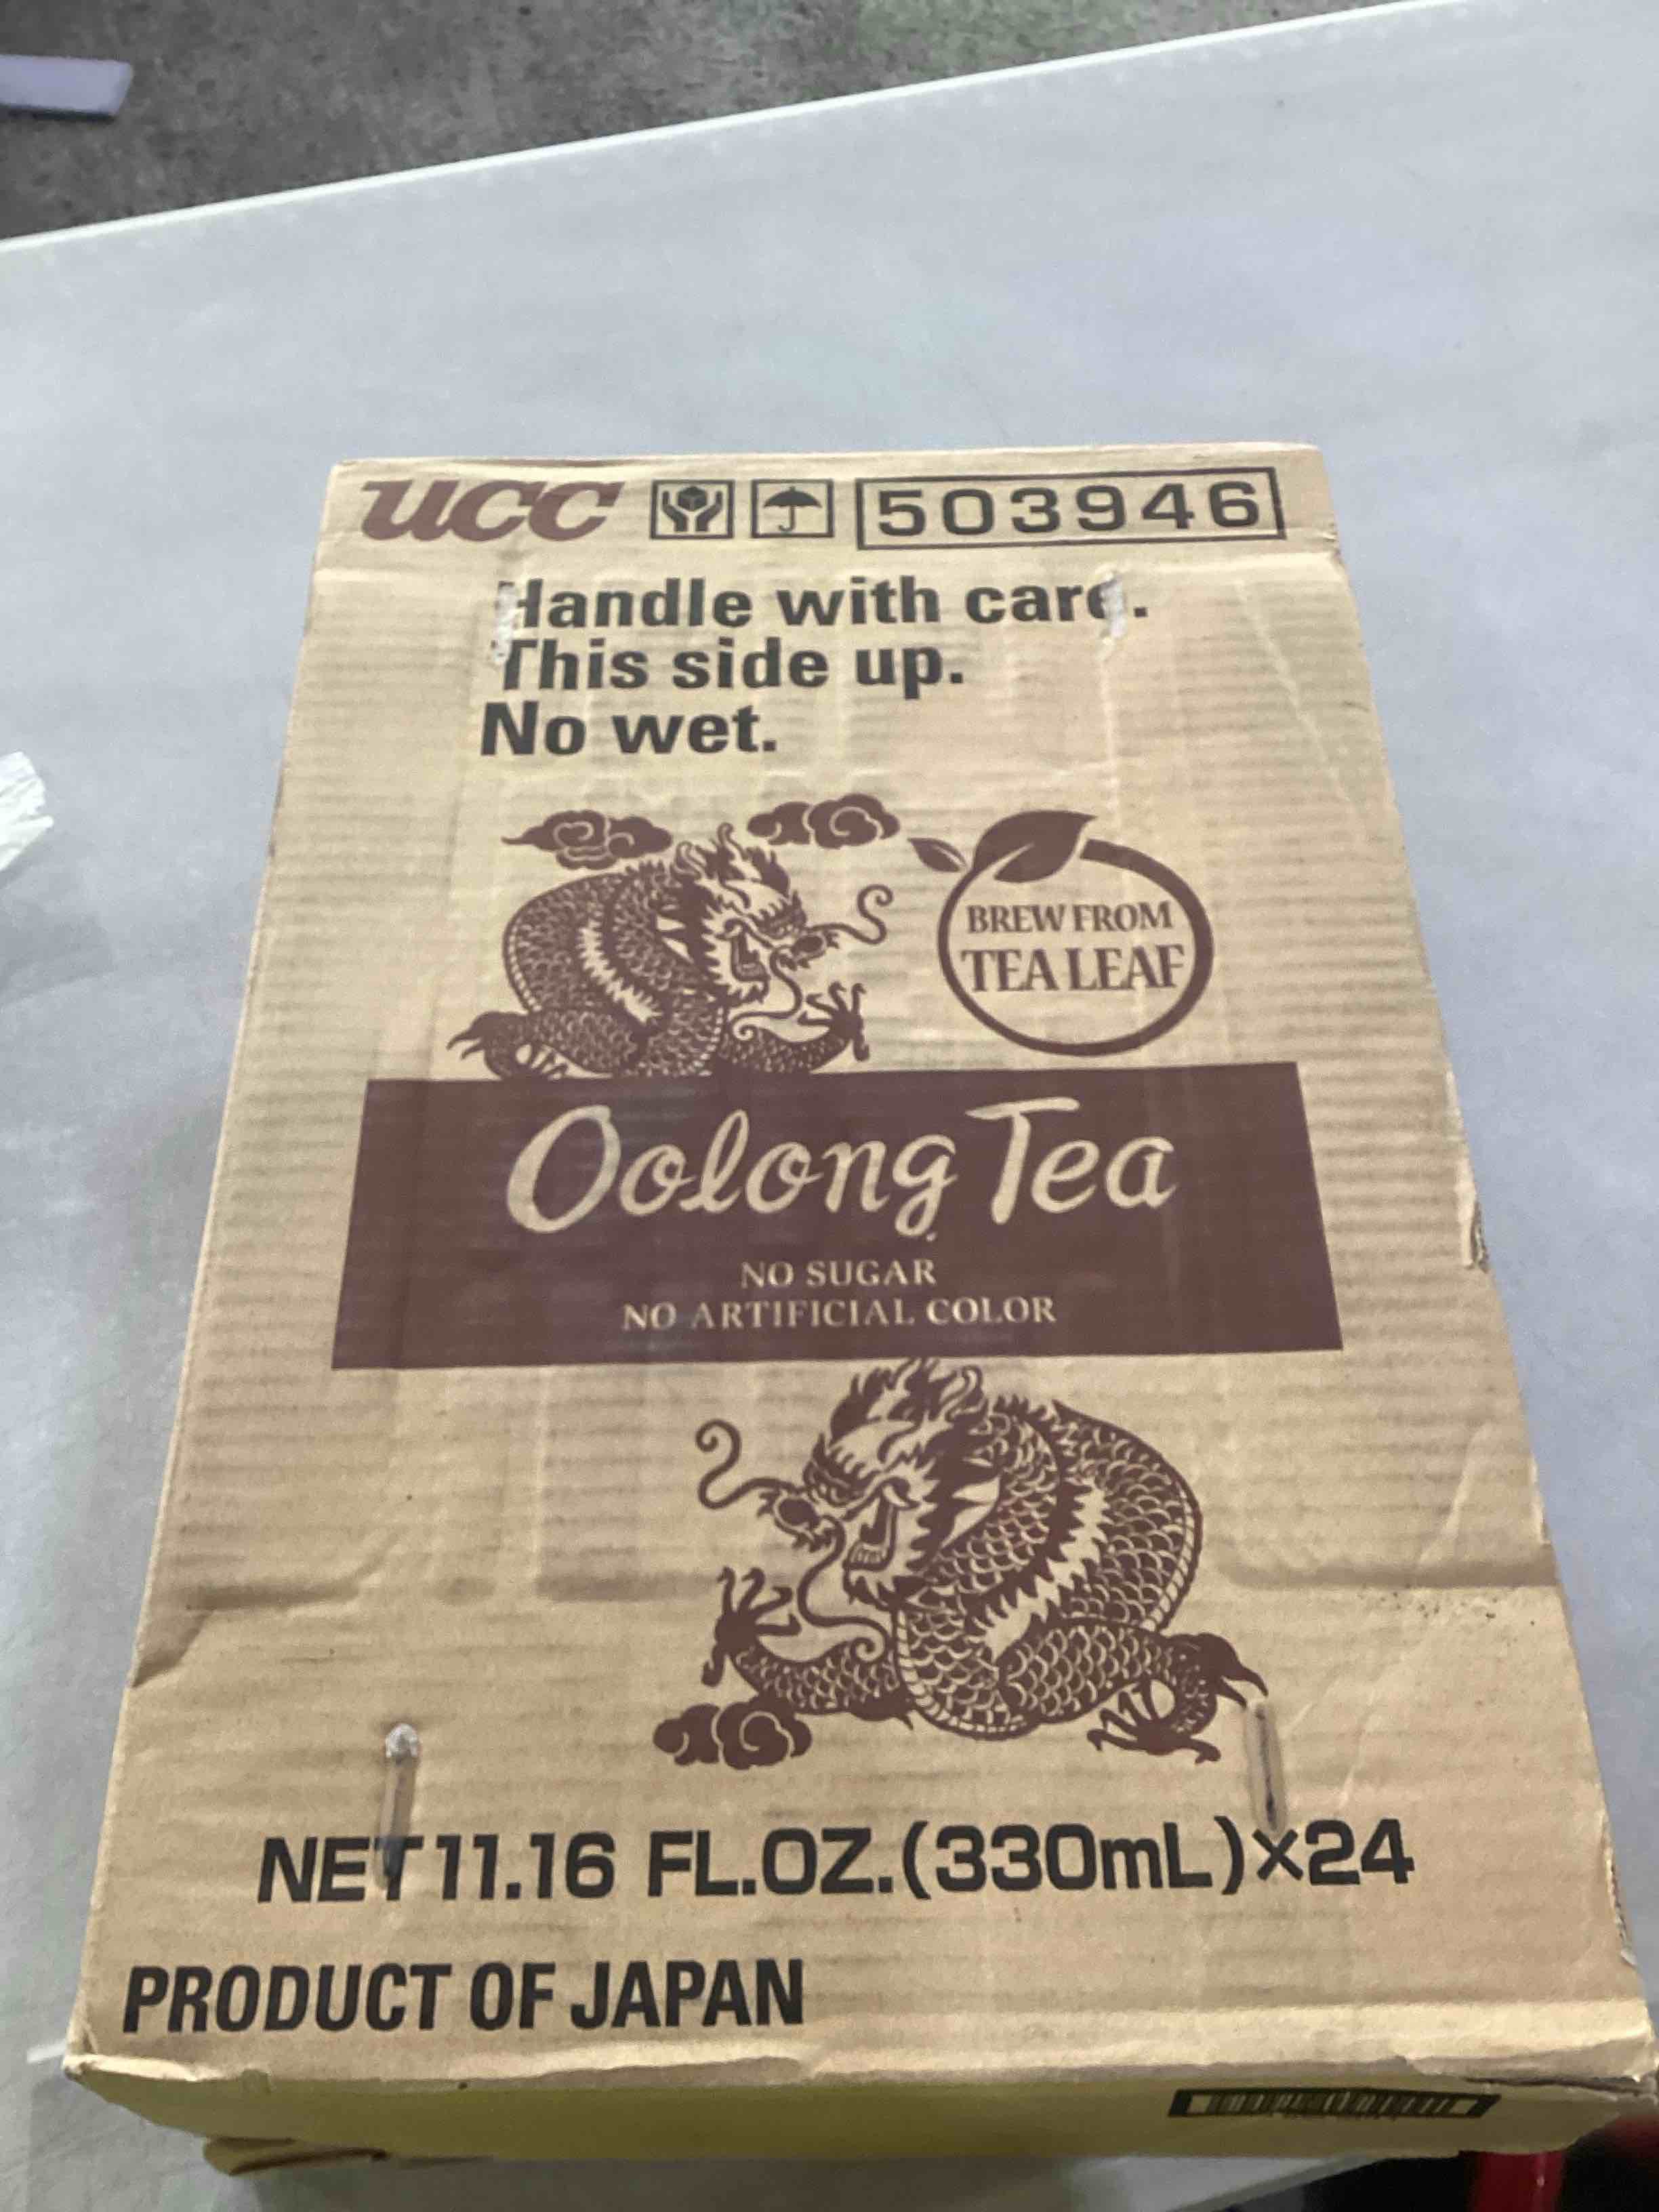 UCC 503946
Handle with care.
This side up.
No wet.
BREW FROM
TEA LEAF
Oolong Tea
NO SUGAR
NO ARTIFICIAL COLOR
NET 11.16 FL.OZ.(330mL)×24
PRODUCT OF JAPAN